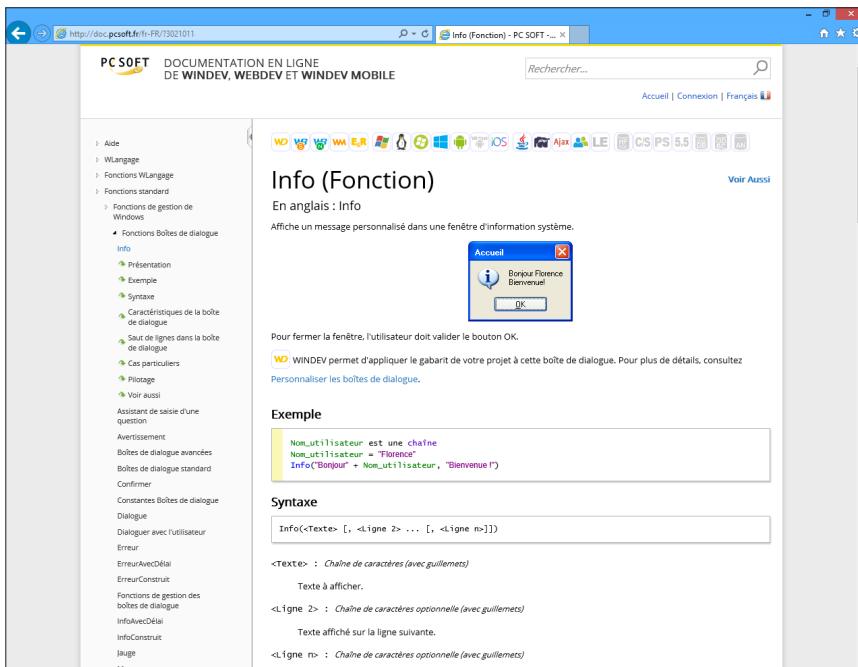 http://doc.pcsoft.fr/fr-FR/?3021011
Info (Fonction) - PC SOFT -...
PC SOFT
DOCUMENTATION EN LIGNE
DE WINDEV, WEBDEV ET WINDEV MOBILE
Rechercher...
Accueil | Connexion | Français
Aide
WLangage
Fonctions WLangage
Fonctions standard
Fonctions de gestion de
Windows
Fonctions Boîtes de dialogue
Info
Présentation
Exemple
Syntaxe
Caractéristiques de la boîte
de dialogue
Saut de lignes dans la boîte
de dialogue
Cas particuliers
Pilotage
Voir aussi
Assistant de saisie d'une
question
Avertissement
Boîtes de dialogue avancées
Boîtes de dialogue standard
Confirmer
Constantes Boîtes de dialogue
Dialogue
Dialoguer avec l'utilisateur
Erreur
ErreurAvecDélai
ErreurConstruit
Fonctions de gestion des
boîtes de dialogue
InfoAvecDélai
InfoConstruit
Jauge
iOS Ajax LE C/S PS 5.5
Info (Fonction)
Voir Aussi
En anglais : Info
Affiche un message personnalisé dans une fenêtre d'information système.
Accueil
Bonjour Florence
Bienvenue!
OK
Pour fermer la fenêtre, l'utilisateur doit valider le bouton OK.
WD WINDEV permet d'appliquer le gabarit de votre projet à cette boîte de dialogue. Pour plus de détails, consultez
Personnaliser les boîtes de dialogue.
Exemple
Nom_utilisateur est une chaîne
Nom_utilisateur = "Florence"
Info("Bonjour" + Nom_utilisateur, "Bienvenue !")
Syntaxe
Info(<Texte> [, <Ligne 2> ... [, <Ligne n>]])
<Texte> : Chaîne de caractères (avec guillemets)
Texte à afficher.
<Ligne 2> : Chaîne de caractères optionnelle (avec guillemets)
Texte affiché sur la ligne suivante.
<Ligne n> : Chaîne de caractères optionnelle (avec guillemets)